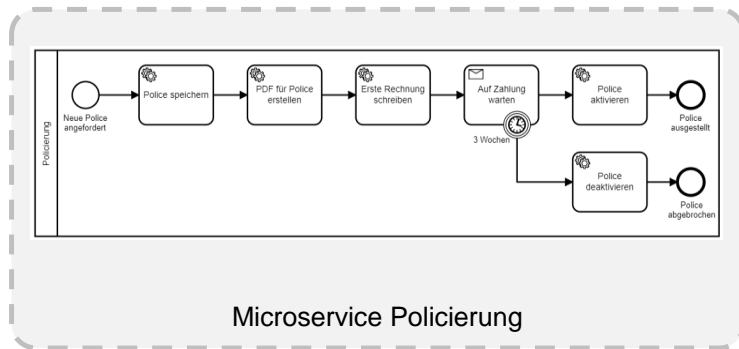 Policierung
Neue Police
angefordert
Police speichern
PDF für Police
erstellen
Erste Rechnung
schreiben
Auf Zahlung
warten
3 Wochen
Police
aktivieren
Police
ausgestellt
Police
deaktivieren
Police
abgebrochen
Microservice Policierung